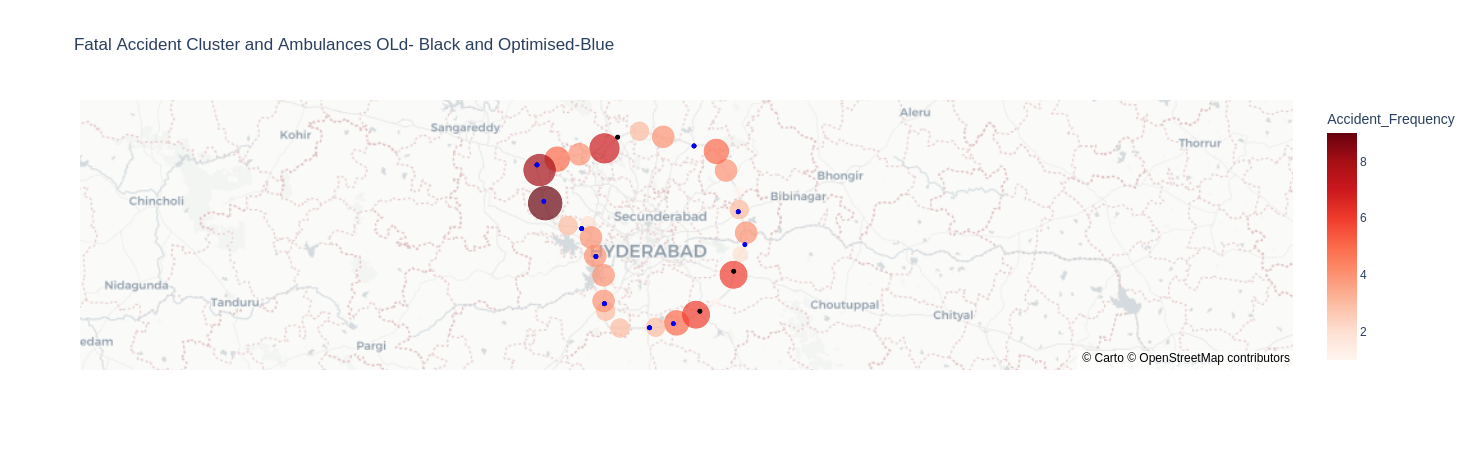 Fatal Accident Cluster and Ambulances OLd- Black and Optimised-Blue
Aleru
Accident_Frequency
Sangareddy
Kohir
Thorrur
8
Bhongir
Bibinagar
Chincholi
Secunderabad
6
HYDERABAD
4
Nidagunda
Tanduru
Choutuppal
Chityal
2
edam
Pargi
© Carto © OpenStreetMap contributors